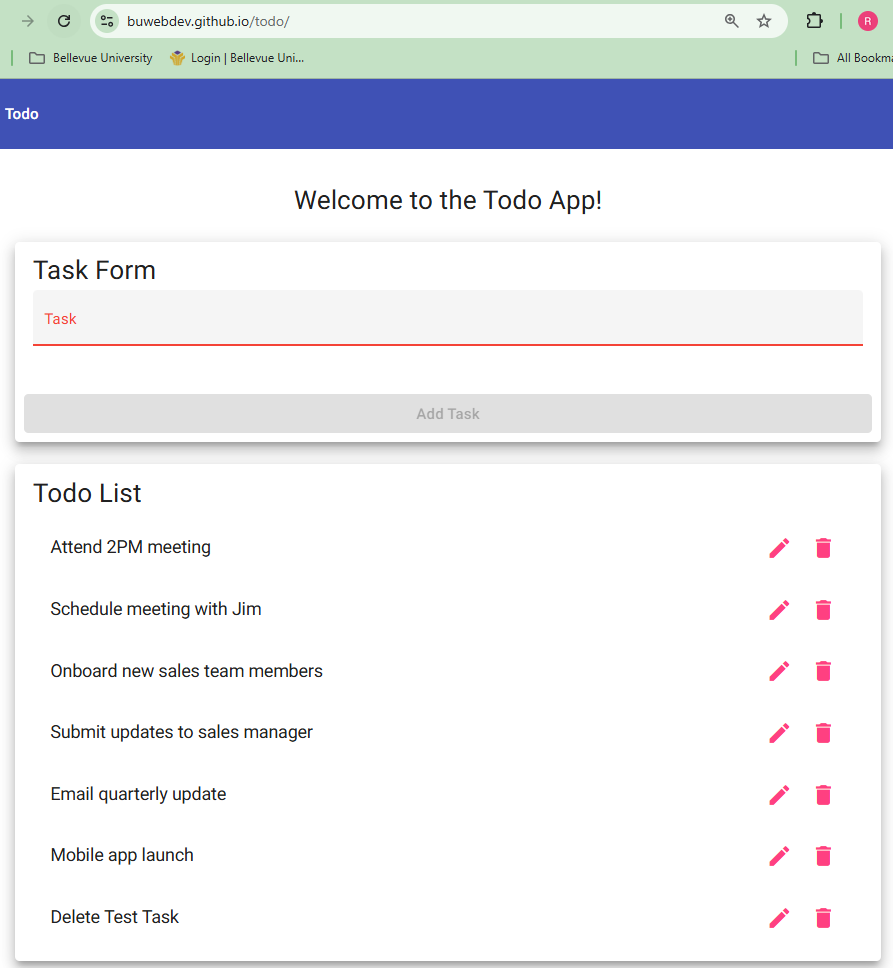 buwebdev.github.io/todo/
R
Bellevue University Login | Bellevue Uni... All Bookma
Todo
Welcome to the Todo App!
Task Form
Task
Add Task
Todo List
Attend 2PM meeting
Schedule meeting with Jim
Onboard new sales team members
Submit updates to sales manager
Email quarterly update
Mobile app launch
Delete Test Task